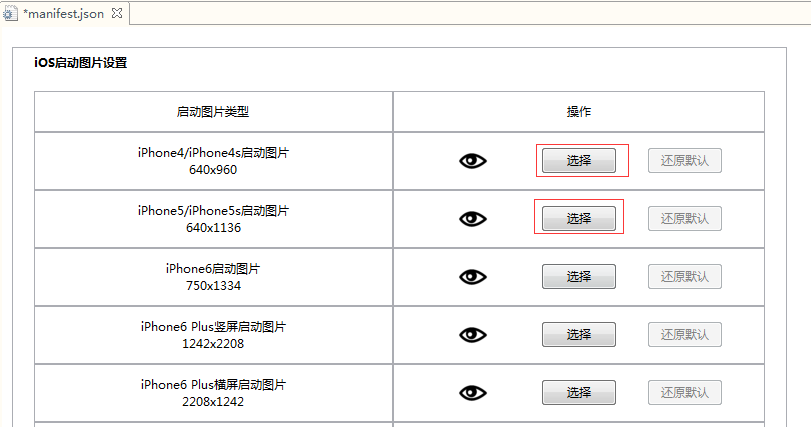 *manifest.json
iOS启动图片设置
启动图片类型 操作
iPhone4/iPhone4s启动图片
640x960
选择 还原默认
iPhone5/iPhone5s启动图片
640x1136
选择 还原默认
iPhone6启动图片
750x1334
选择 还原默认
iPhone6 Plus竖屏启动图片
1242x2208
选择 还原默认
iPhone6 Plus横屏启动图片
2208x1242
选择 还原默认